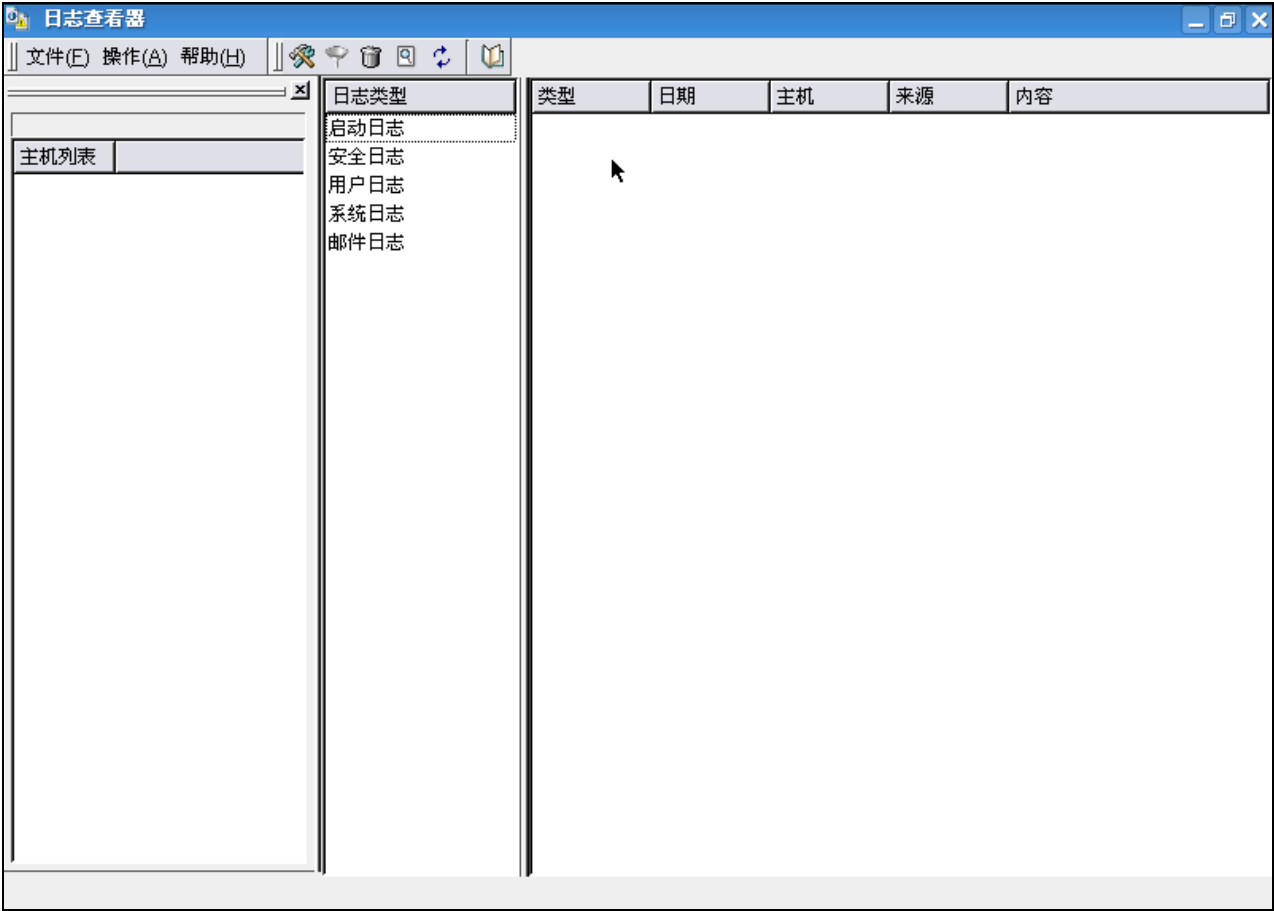 日志查看器
文件(F) 操作(A) 帮助(H)
日志类型 类型 日期 主机 来源 内容
主机列表
启动日志
安全日志
用户日志
系统日志
邮件日志